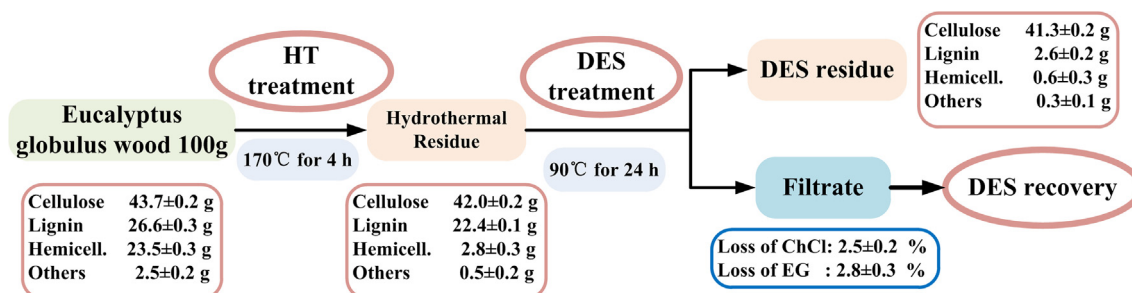 HT
treatment
DES
treatment
DES residue
Cellulose 41.3±0.2 g
Lignin 2.6±0.2 g
Hemicell. 0.6±0.3 g
Others 0.3±0.1 g
Eucalyptus
globulus wood 100g
170℃ for 4 h
Hydrothermal
Residue
90℃ for 24 h
Filtrate
DES recovery
Cellulose 43.7±0.2 g
Lignin 26.6±0.3 g
Hemicell. 23.5±0.3 g
Others 2.5±0.2 g
Cellulose 42.0±0.2 g
Lignin 22.4±0.1 g
Hemicell. 2.8±0.3 g
Others 0.5±0.2 g
Loss of ChCl: 2.5±0.2 %
Loss of EG : 2.8±0.3 %